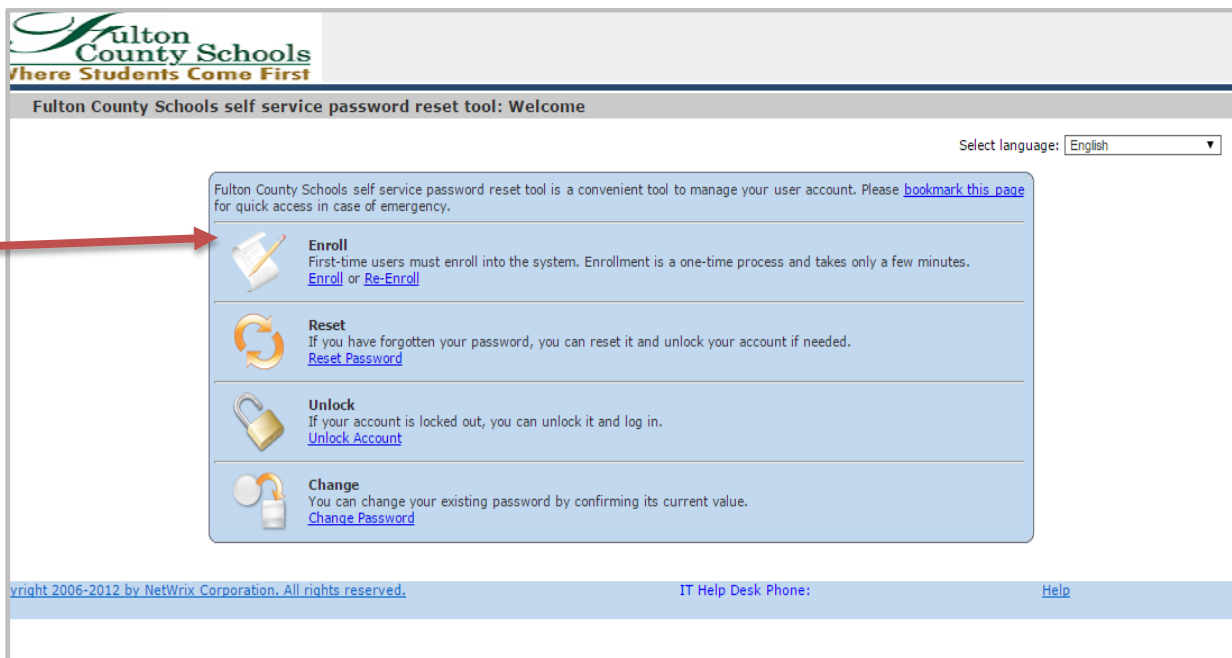 Fulton
County Schools
Where Students Come First
Fulton County Schools self service password reset tool: Welcome
Select language: English
Fulton County Schools self service password reset tool is a convenient tool to manage your user account. Please bookmark this page
for quick access in case of emergency.
Enroll
First-time users must enroll into the system. Enrollment is a one-time process and takes only a few minutes.
Enroll or Re-Enroll
Reset
If you have forgotten your password, you can reset it and unlock your account if needed.
Reset Password
Unlock
If your account is locked out, you can unlock it and log in.
Unlock Account
Change
You can change your existing password by confirming its current value.
Change Password
yright 2006-2012 by NetWrix Corporation. All rights reserved. IT Help Desk Phone: Help